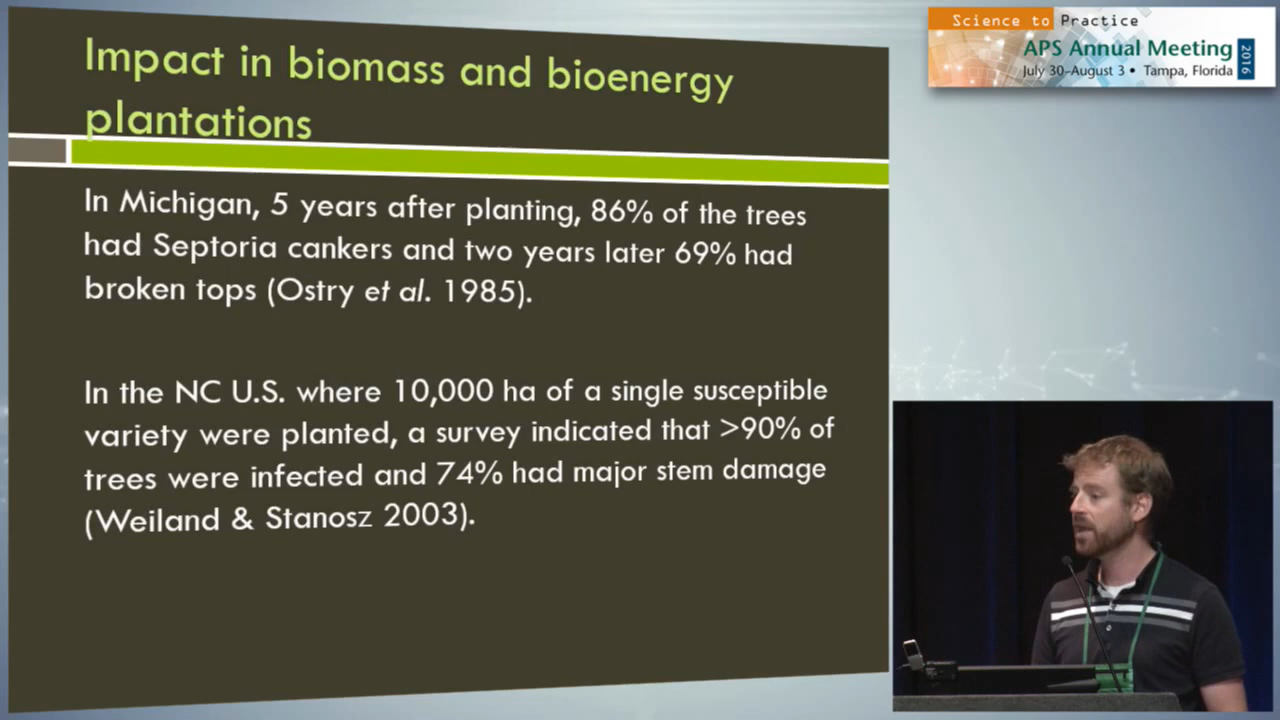 Impact in biomass and bioenergy
plantations
In Michigan, 5 years after planting, 86% of the trees
had Septoria cankers and two years later 69% had
broken tops (Ostry et al. 1985).
In the NC U.S. where 10,000 ha of a single susceptible
variety were planted, a survey indicated that >90% of
trees were infected and 74% had major stem damage
(Weiland & Stanosz 2003).
Science to Practice
APS Annual Meeting
July 30–August 3 • Tampa, Florida
2016